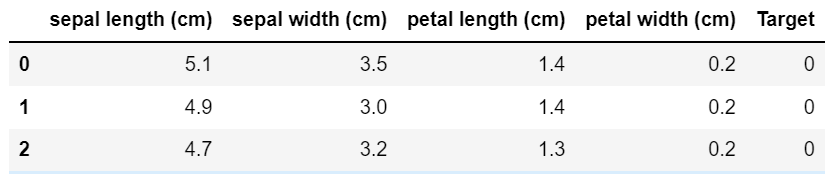 sepal length (cm) sepal width (cm) petal length (cm) petal width (cm) Target
0 5.1 3.5 1.4 0.2 0
1 4.9 3.0 1.4 0.2 0
2 4.7 3.2 1.3 0.2 0